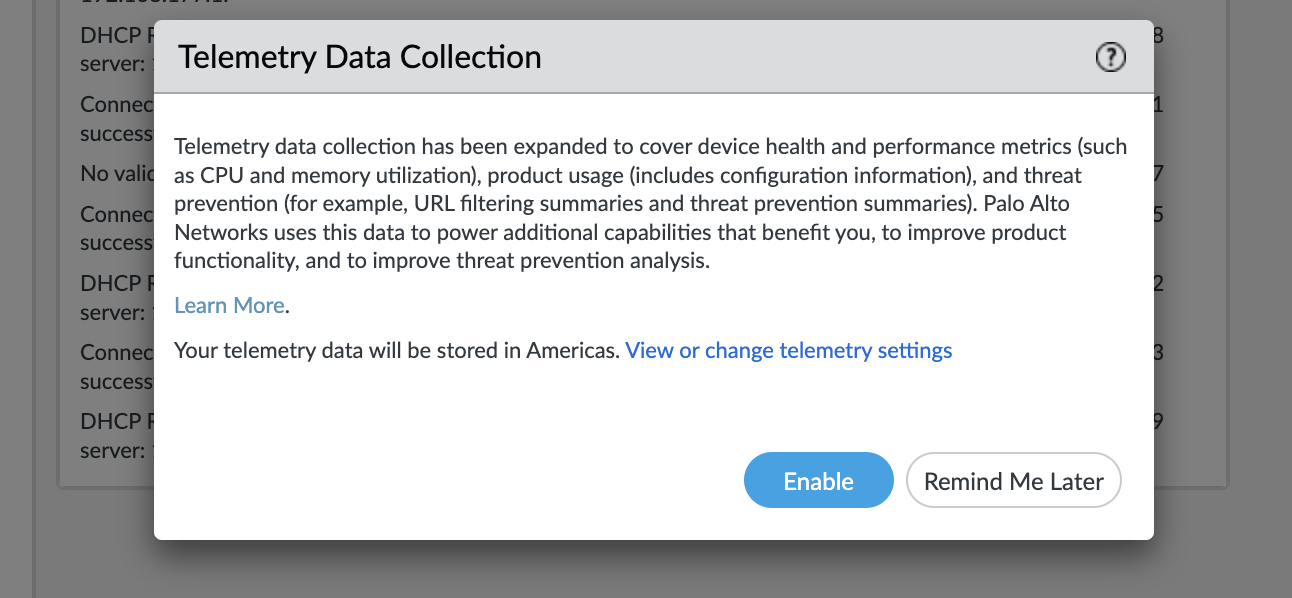 DHCP
server:
Telemetry Data Collection
?
8
Connec
success
1
Telemetry data collection has been expanded to cover device health and performance metrics (such
as CPU and memory utilization), product usage (includes configuration information), and threat
prevention (for example, URL filtering summaries and threat prevention summaries). Palo Alto
Networks uses this data to power additional capabilities that benefit you, to improve product
functionality, and to improve threat prevention analysis.
No valid
7
Connec
success
5
DHCP
server:
2
Learn More.
Your telemetry data will be stored in Americas. View or change telemetry settings
Connec
success
3
DHCP
server:
9
Enable
Remind Me Later